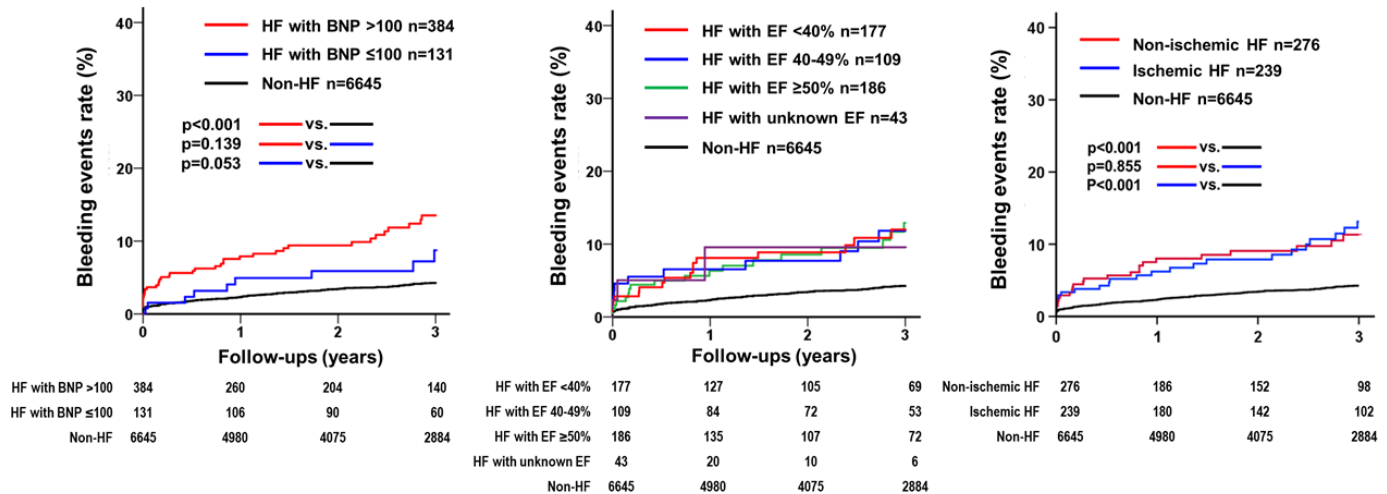 Bleeding events rate (%)
40
30
20
10
0
HF with BNP >100 n=384
HF with BNP ≤100 n=131
Non-HF n=6645
p<0.001 vs.
p=0.139 vs.
p=0.053 vs.
0 1 2 3
Follow-ups (years)
HF with BNP >100 384 260 204 140
HF with BNP ≤100 131 106 90 60
Non-HF 6645 4980 4075 2884
Bleeding events rate (%)
40
30
20
10
0
HF with EF <40% n=177
HF with EF 40-49% n=109
HF with EF ≥50% n=186
HF with unknown EF n=43
Non-HF n=6645
0 1 2 3
Follow-ups (years)
HF with EF <40% 177 127 105 69
HF with EF 40-49% 109 84 72 53
HF with EF ≥50% 186 135 107 72
HF with unknown EF 43 20 10 6
Non-HF 6645 4980 4075 2884
Bleeding events rate (%)
40
30
20
10
0
Non-ischemic HF n=276
Ischemic HF n=239
Non-HF n=6645
p<0.001 vs.
p=0.855 vs.
P<0.001 vs.
0 1 2 3
Follow-ups (years)
Non-ischemic HF 276 186 152 98
Ischemic HF 239 180 142 102
Non-HF 6645 4980 4075 2884